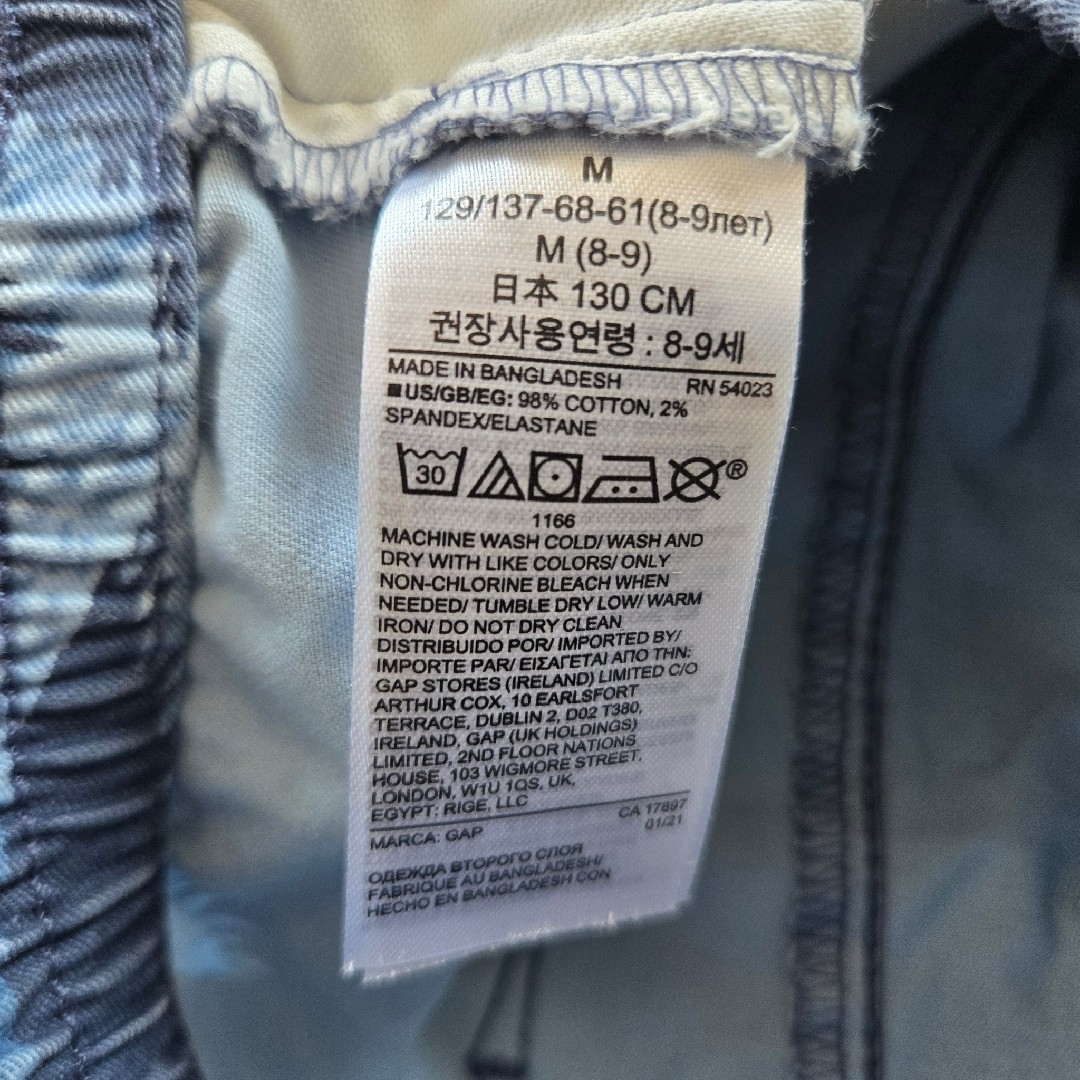 M
129/137-68-61(8-9лет)
M (8-9)
日本 130 CM
권장사용연령 : 8-9세
MADE IN BANGLADESH RN 54023
■US/GB/EG: 98% COTTON, 2%
SPANDEX/ELASTANE
30 ®
1166
MACHINE WASH COLD/ WASH AND
DRY WITH LIKE COLORS/ ONLY
NON-CHLORINE BLEACH WHEN
NEEDED/ TUMBLE DRY LOW/ WARM
IRON/ DO NOT DRY CLEAN
DISTRIBUIDO POR/ IMPORTED BY/
IMPORTE PAR/ ΕΙΣΑΓΕΤΑΙ ΑΠΟ ΤΗΝ:
GAP STORES (IRELAND) LIMITED C/O
ARTHUR COX, 10 EARLSFORT
TERRACE, DUBLIN 2, D02 T380,
IRELAND, GAP (UK HOLDINGS)
LIMITED, 2ND FLOOR NATIONS
HOUSE, 103 WIGMORE STREET,
LONDON, W1U 1QS, UK,
EGYPT: RIGE, LLC
CA 17897
MARCA: GAP 01/21
ОДЕЖДА ВТОРОГО СЛОЯ
FABRIQUE AU BANGLADESH/
HECHO EN BANGLADESH CON